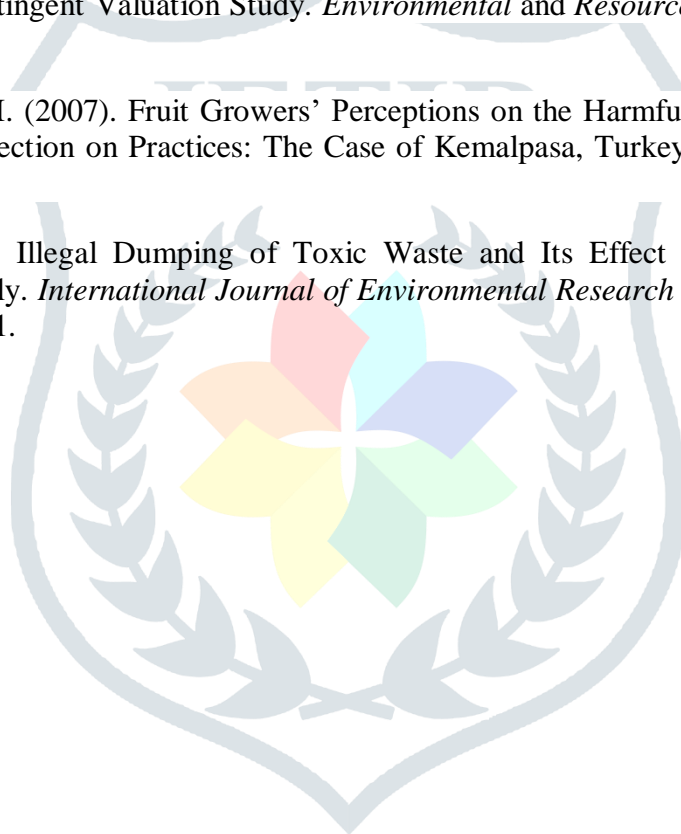 tingent Valuation Study. Environmental and Resource
I. (2007). Fruit Growers’ Perceptions on the Harmfu
ection on Practices: The Case of Kemalpasa, Turkey
Illegal Dumping of Toxic Waste and Its Effect
ly. International Journal of Environmental Research
1.